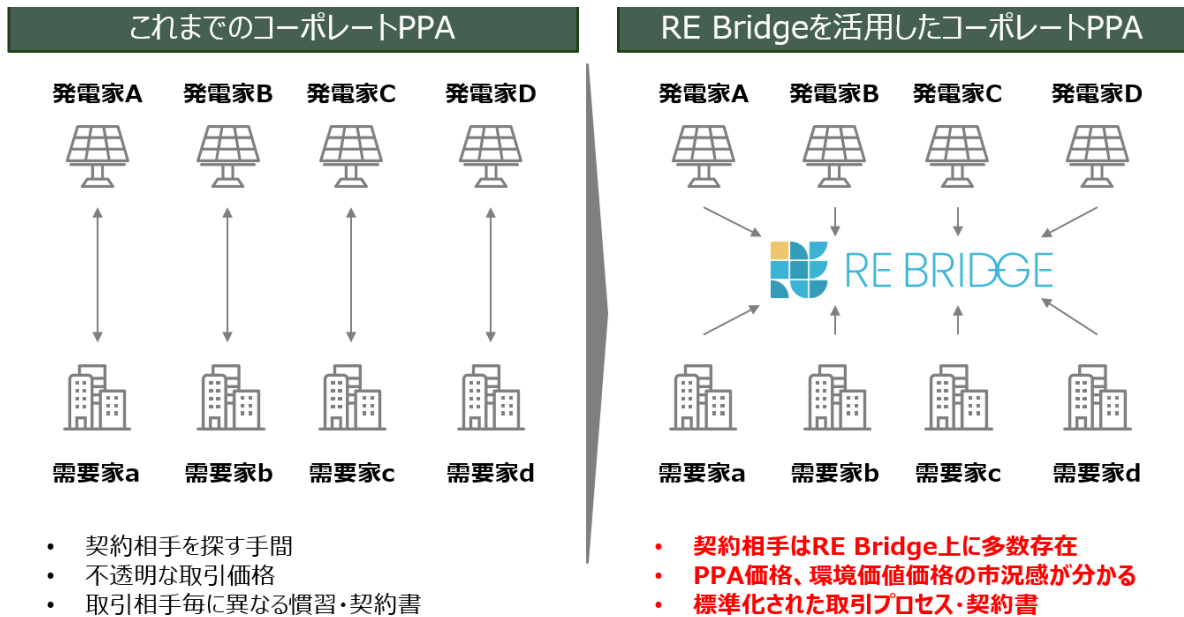 これまでのコーポレートPPA
発電家A 発電家B 発電家C 発電家D
需要家a 需要家b 需要家c 需要家d
• 契約相手を探す手間
• 不透明な取引価格
• 取引相手毎に異なる慣習・契約書
RE Bridgeを活用したコーポレートPPA
発電家A 発電家B 発電家C 発電家D
RE BRIDGE
需要家a 需要家b 需要家c 需要家d
• 契約相手はRE Bridge上に多数存在
• PPA価格、環境価値価格の市況感が分かる
• 標準化された取引プロセス・契約書